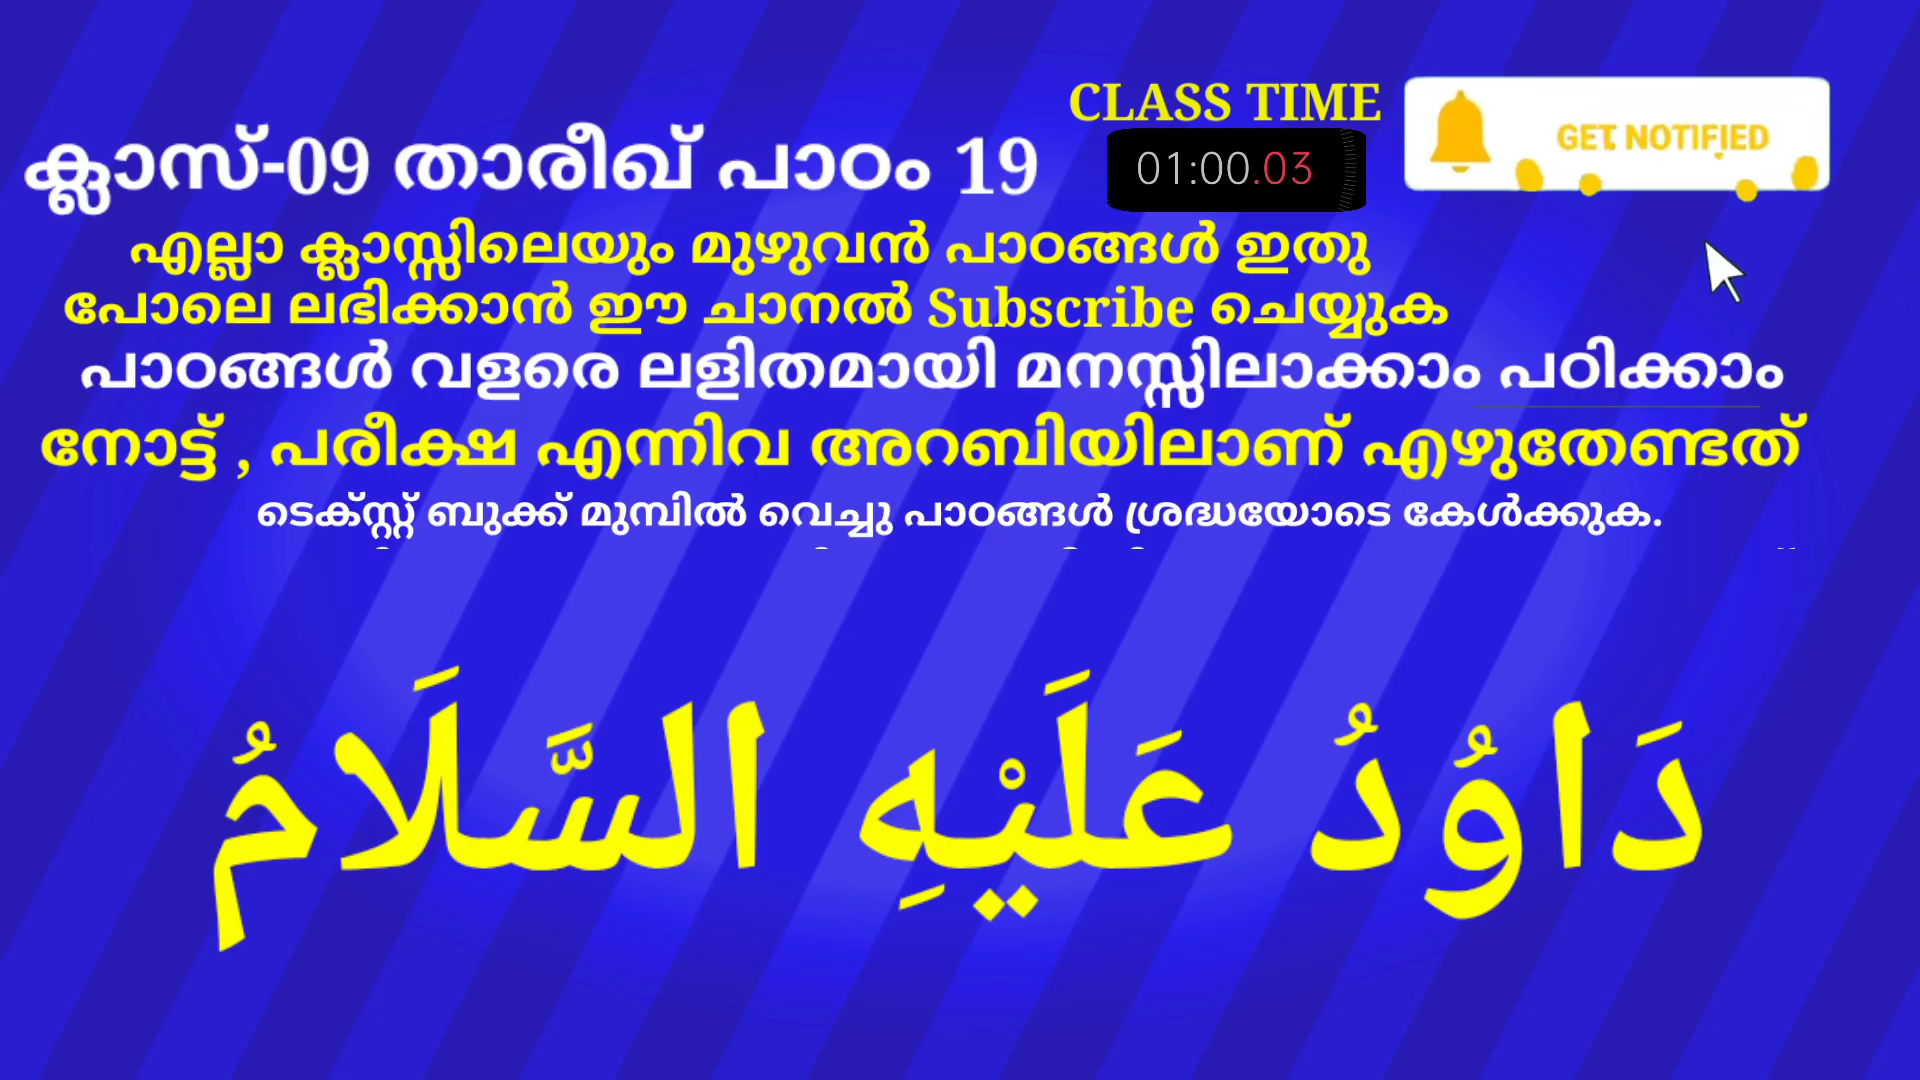 CLASS TIME
GET NOTIFIED
ക്ലാസ്-09 താരീഖ് പാഠം 19
01:00.03
എല്ലാ ക്ലാസ്സിലെയും മുഴുവൻ പാഠങ്ങൾ ഇതു
പോലെ ലഭിക്കാൻ ഈ ചാനൽ Subscribe ചെയ്യുക
പാഠങ്ങൾ വളരെ ലളിതമായി മനസ്സിലാക്കാം പഠിക്കാം
നോട്ട് , പരീക്ഷ എന്നിവ അറബിയിലാണ് എഴുതേണ്ടത്
ടെക്സ്റ്റ് ബുക്ക് മുമ്പിൽ വെച്ചു പാഠങ്ങൾ ശ്രദ്ധയോടെ കേൾക്കുക.
دَاوُدُ عَلَيْهِ السَّلَامُ